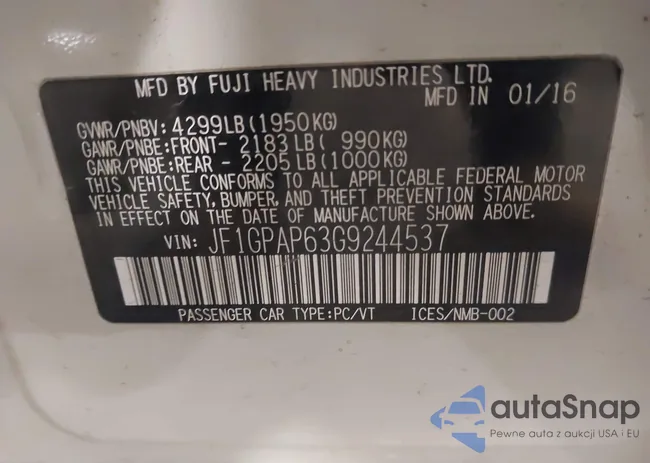 MFD BY FUJI HEAVY INDUSTRIES LTD.
MFD IN 01/16
GVWR/PNBV: 4299LB(1950KG)
GAWR/PNBE:FRONT- 2183LB( 990KG)
GAWR/PNBE:REAR - 2205LB(1000KG)
THIS VEHICLE CONFORMS TO ALL APPLICABLE FEDERAL MOTOR
VEHICLE SAFETY, BUMPER, AND THEFT PREVENTION STANDARDS
IN EFFECT ON THE DATE OF MANUFACTURE SHOWN ABOVE.
VIN: JF1GPAP63G9244537
PASSENGER CAR TYPE:PC/VT ICES/NMB-002
autaSnap
Pewne auta z aukcji USA i EU